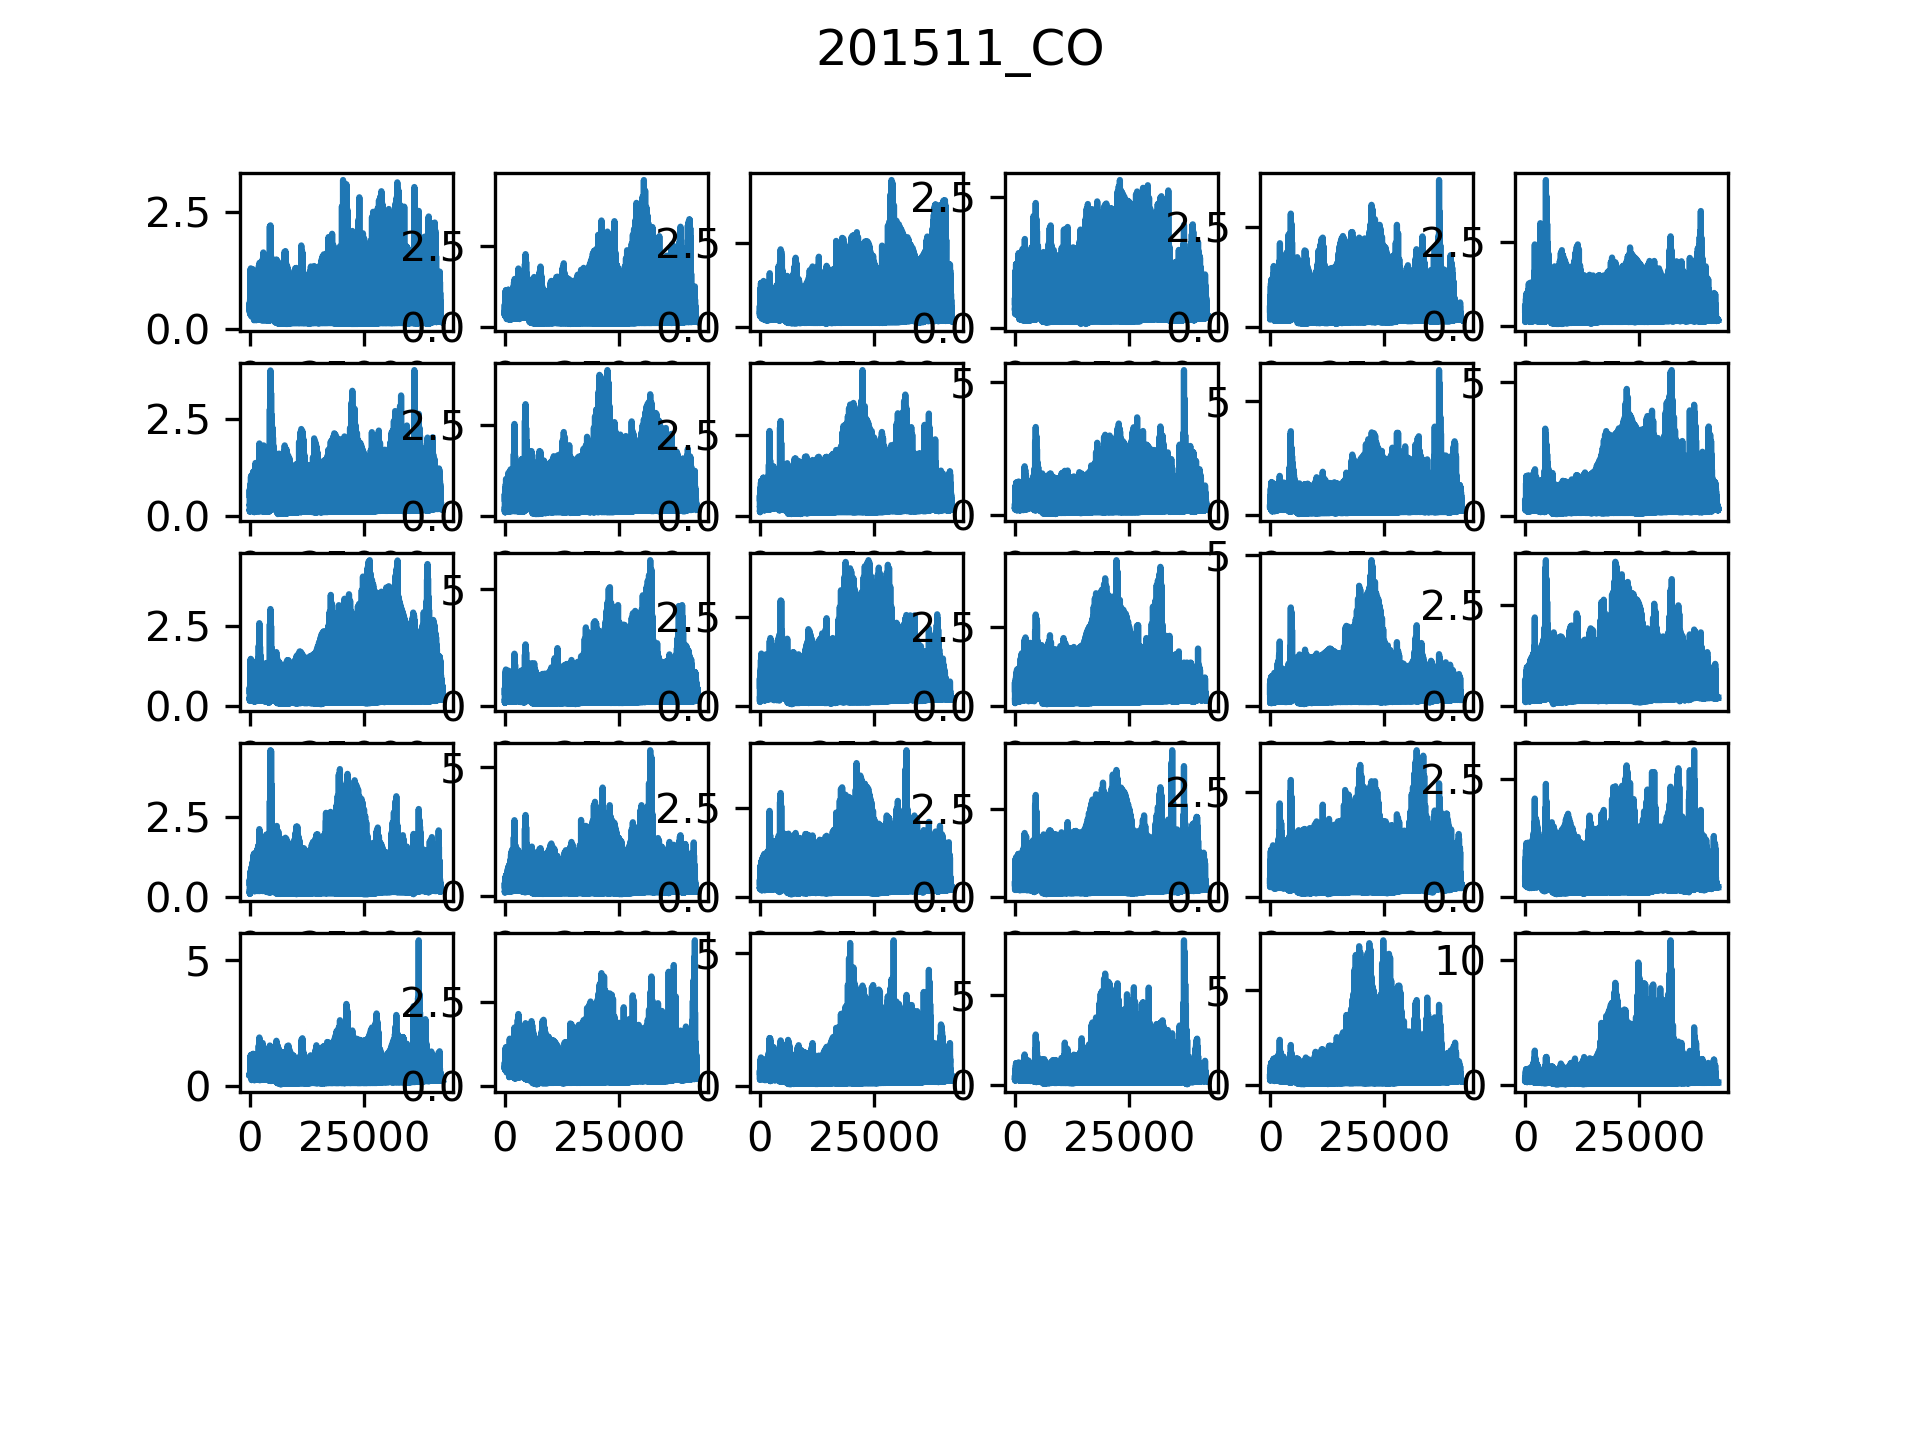 201511_CO
2.5 2.5 2.5 2.5 2.5 2.5
0.0 0.0 0.0 0.0 0.0 0.0
2.5 2.5 2.5 5 5 5
0.0 0.0 0.0 0 0 0
2.5 5 2.5 2.5 5 2.5
0.0 0 0.0 0.0 0 0.0
2.5 5 2.5 2.5 2.5 2.5
0.0 0 0.0 0.0 0.0 0.0
5 2.5 5 5 5 10
0 0.0 0 0 0 0
0 25000 0 25000 0 25000 0 25000 0 25000 0 25000